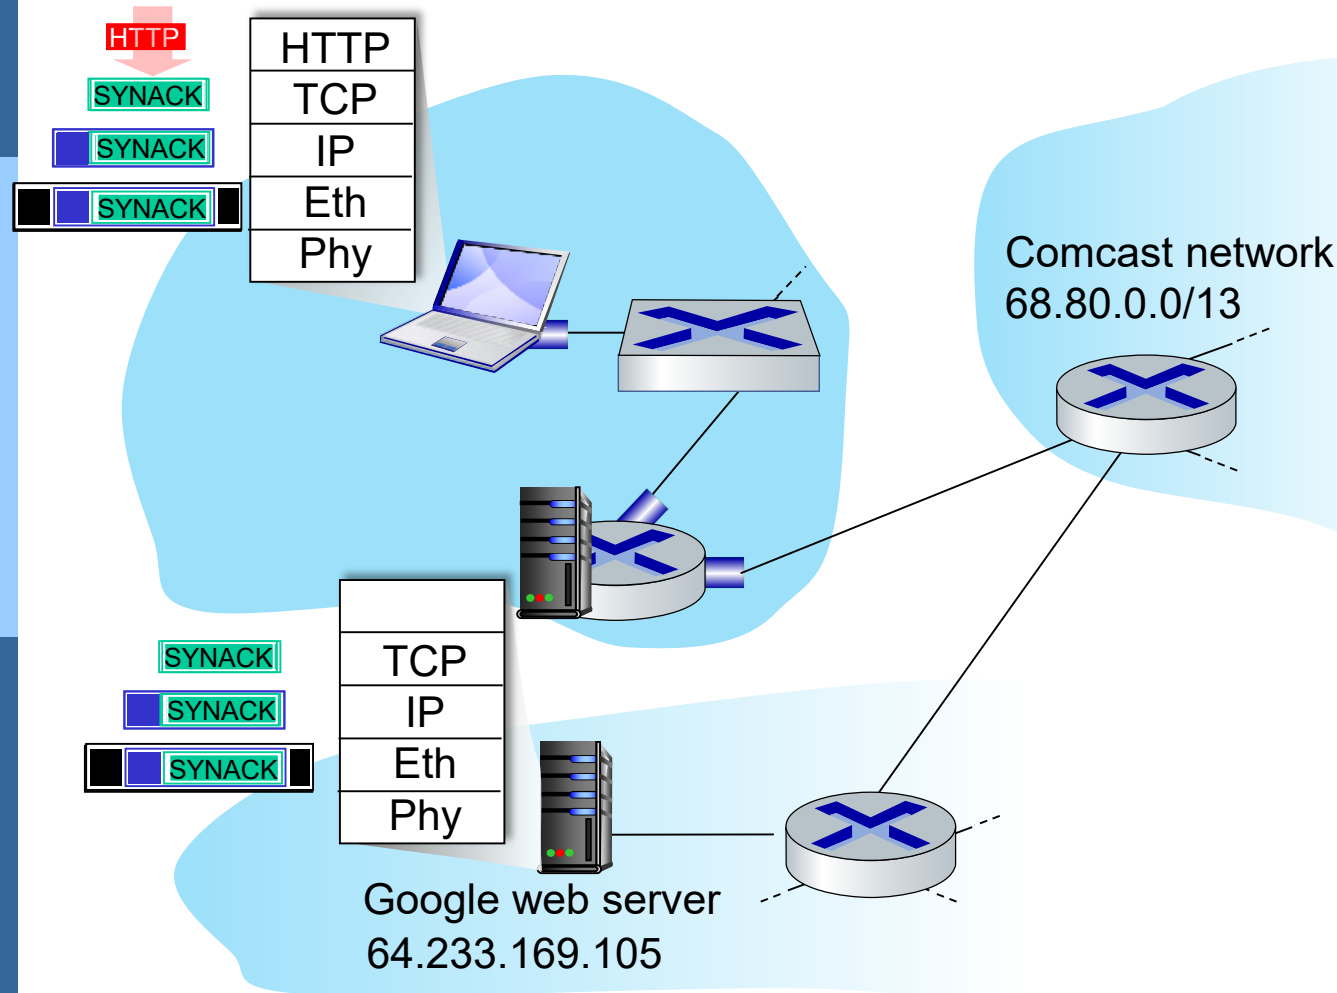 HTTP
SYNACK
SYNACK
SYNACK
HTTP
TCP
IP
Eth
Phy
Comcast network
68.80.0.0/13
SYNACK
SYNACK
SYNACK
TCP
IP
Eth
Phy
Google web server
64.233.169.105